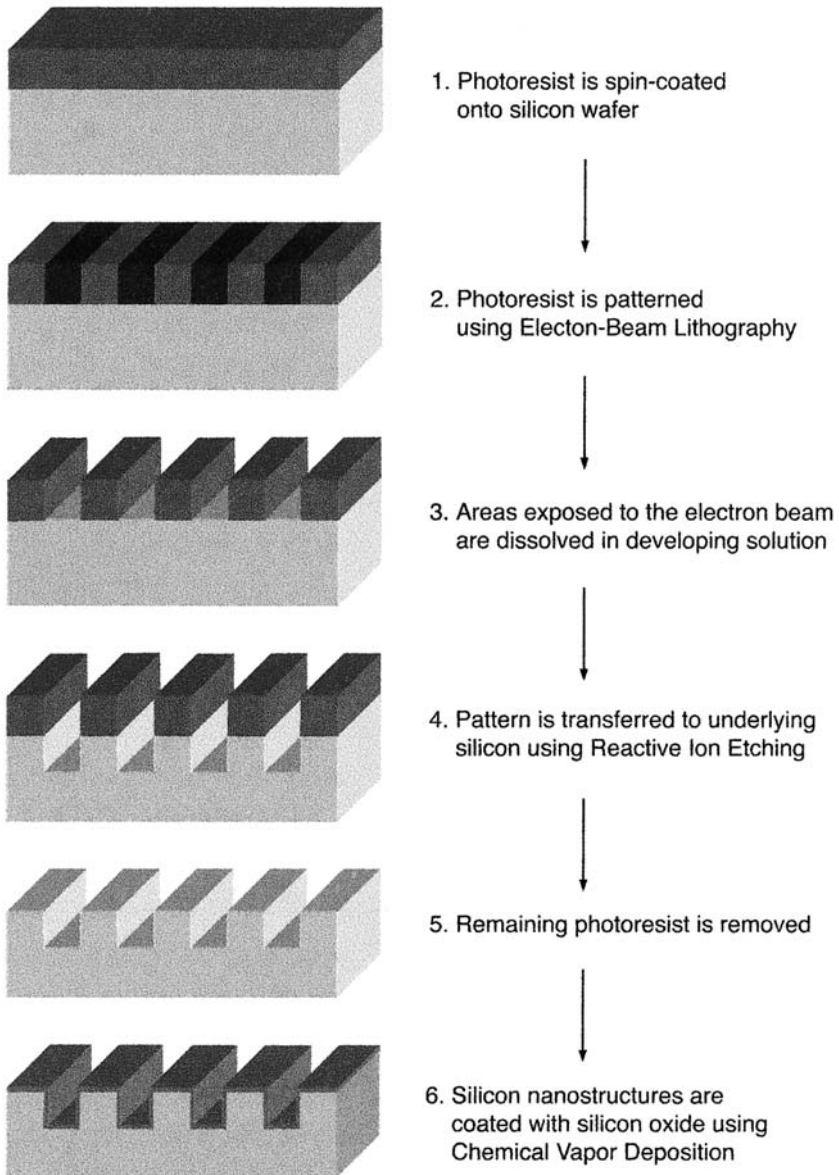 1. Photoresist is spin-coated
onto silicon wafer
2. Photoresist is patterned
using Electon-Beam Lithography
3. Areas exposed to the electron beam
are dissolved in developing solution
4. Pattern is transferred to underlying
silicon using Reactive Ion Etching
5. Remaining photoresist is removed
6. Silicon nanostructures are
coated with silicon oxide using
Chemical Vapor Deposition